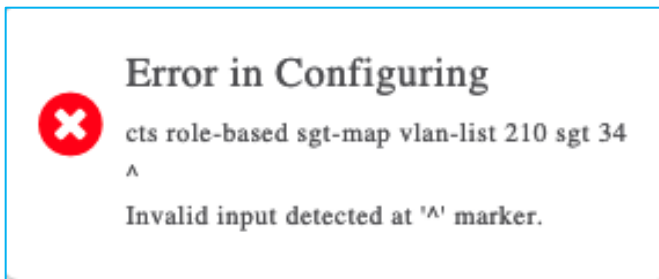 Error in Configuring
cts role-based sgt-map vlan-list 210 sgt 34
^
Invalid input detected at '^' marker.